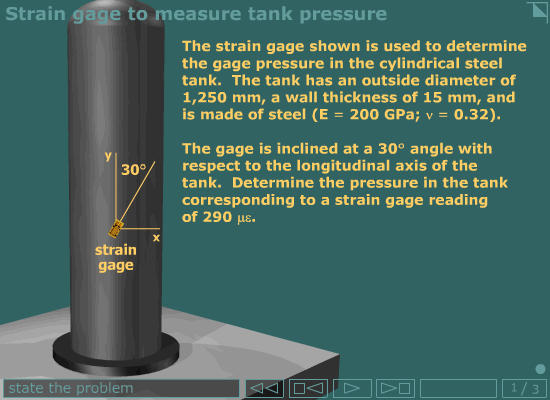 Strain gage to measure tank pressure
The strain gage shown is used to determine
the gage pressure in the cylindrical steel
tank. The tank has an outside diameter of
1,250 mm, a wall thickness of 15 mm, and
is made of steel (E = 200 GPa; ν = 0.32).
The gage is inclined at a 30° angle with
respect to the longitudinal axis of the
tank. Determine the pressure in the tank
corresponding to a strain gage reading
of 290 με.
y
30°
x
strain
gage
state the problem
1 / 3